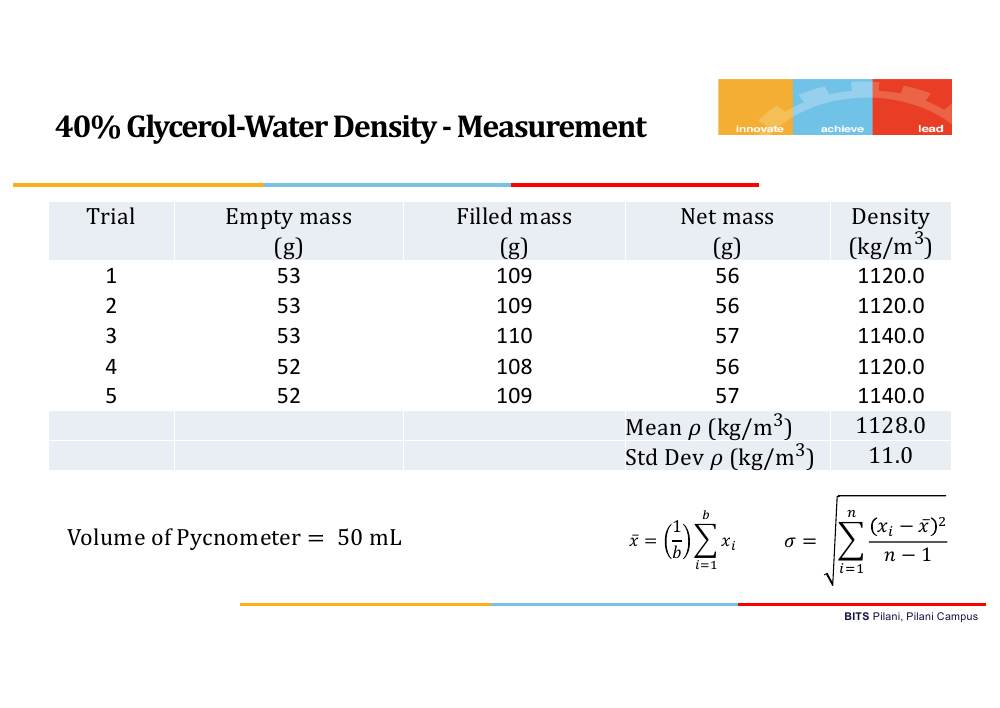 40% Glycerol-Water Density - Measurement
innovate achieve lead
Trial Empty mass (g) Filled mass (g) Net mass (g) Density (kg/m³)
1 53 109 56 1120.0
2 53 109 56 1120.0
3 53 110 57 1140.0
4 52 108 56 1120.0
5 52 109 57 1140.0
Mean ρ (kg/m³) 1128.0
Std Dev ρ (kg/m³) 11.0
Volume of Pycnometer = 50 mL
x̄ = (1/b) ∑_{i=1}^{b} x_i σ = √(∑_{i=1}^{n} (x_i − x̄)²/(n − 1))
BITS Pilani, Pilani Campus